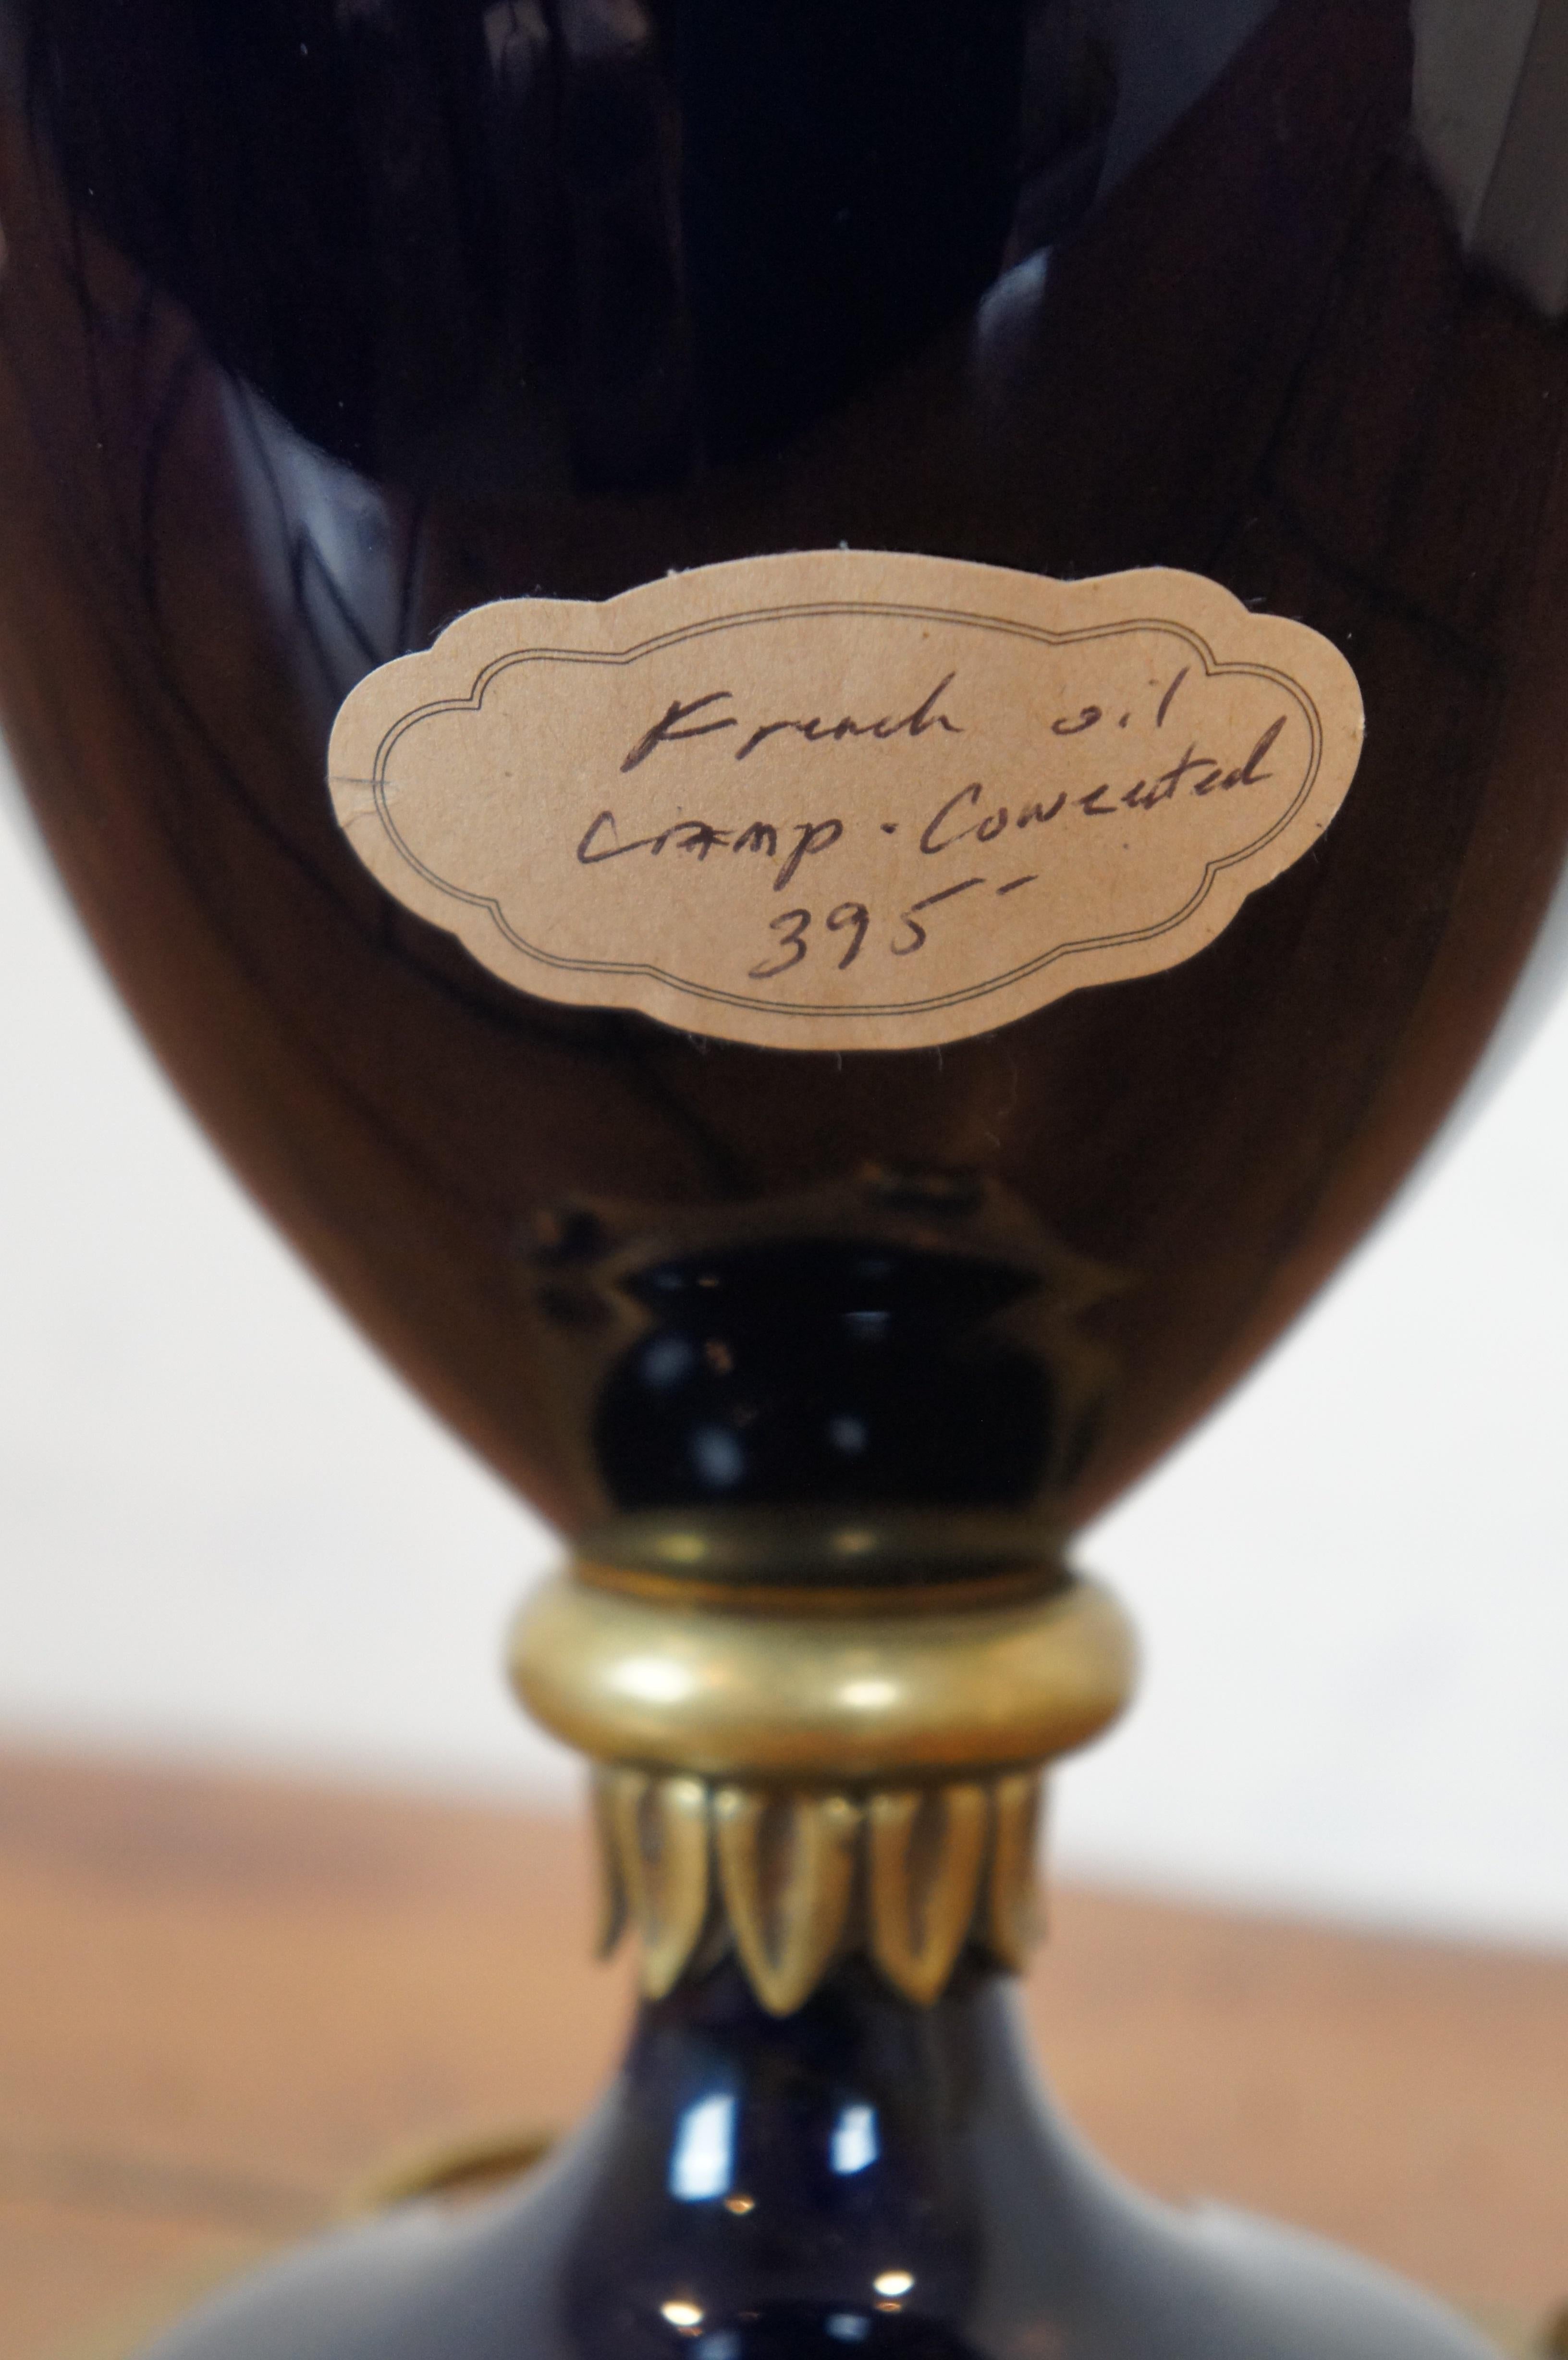 French oil
Lamp - Converted
395-